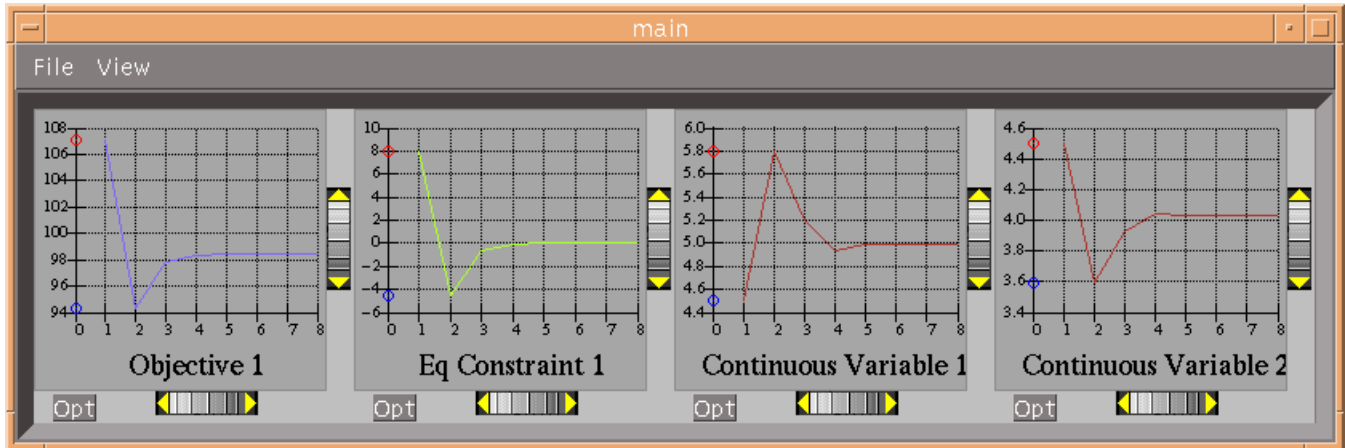 main
File View
108
106
104
102
100
98
96
94
0 1 2 3 4 5 6 7 8
Objective 1
Opt
10
8
6
4
2
0
−2
−4
−6
0 1 2 3 4 5 6 7 8
Eq Constraint 1
Opt
6.0
5.8
5.6
5.4
5.2
5.0
4.8
4.6
4.4
0 1 2 3 4 5 6 7 8
Continuous Variable 1
Opt
4.6
4.4
4.2
4.0
3.8
3.6
3.4
0 1 2 3 4 5 6 7 8
Continuous Variable 2
Opt